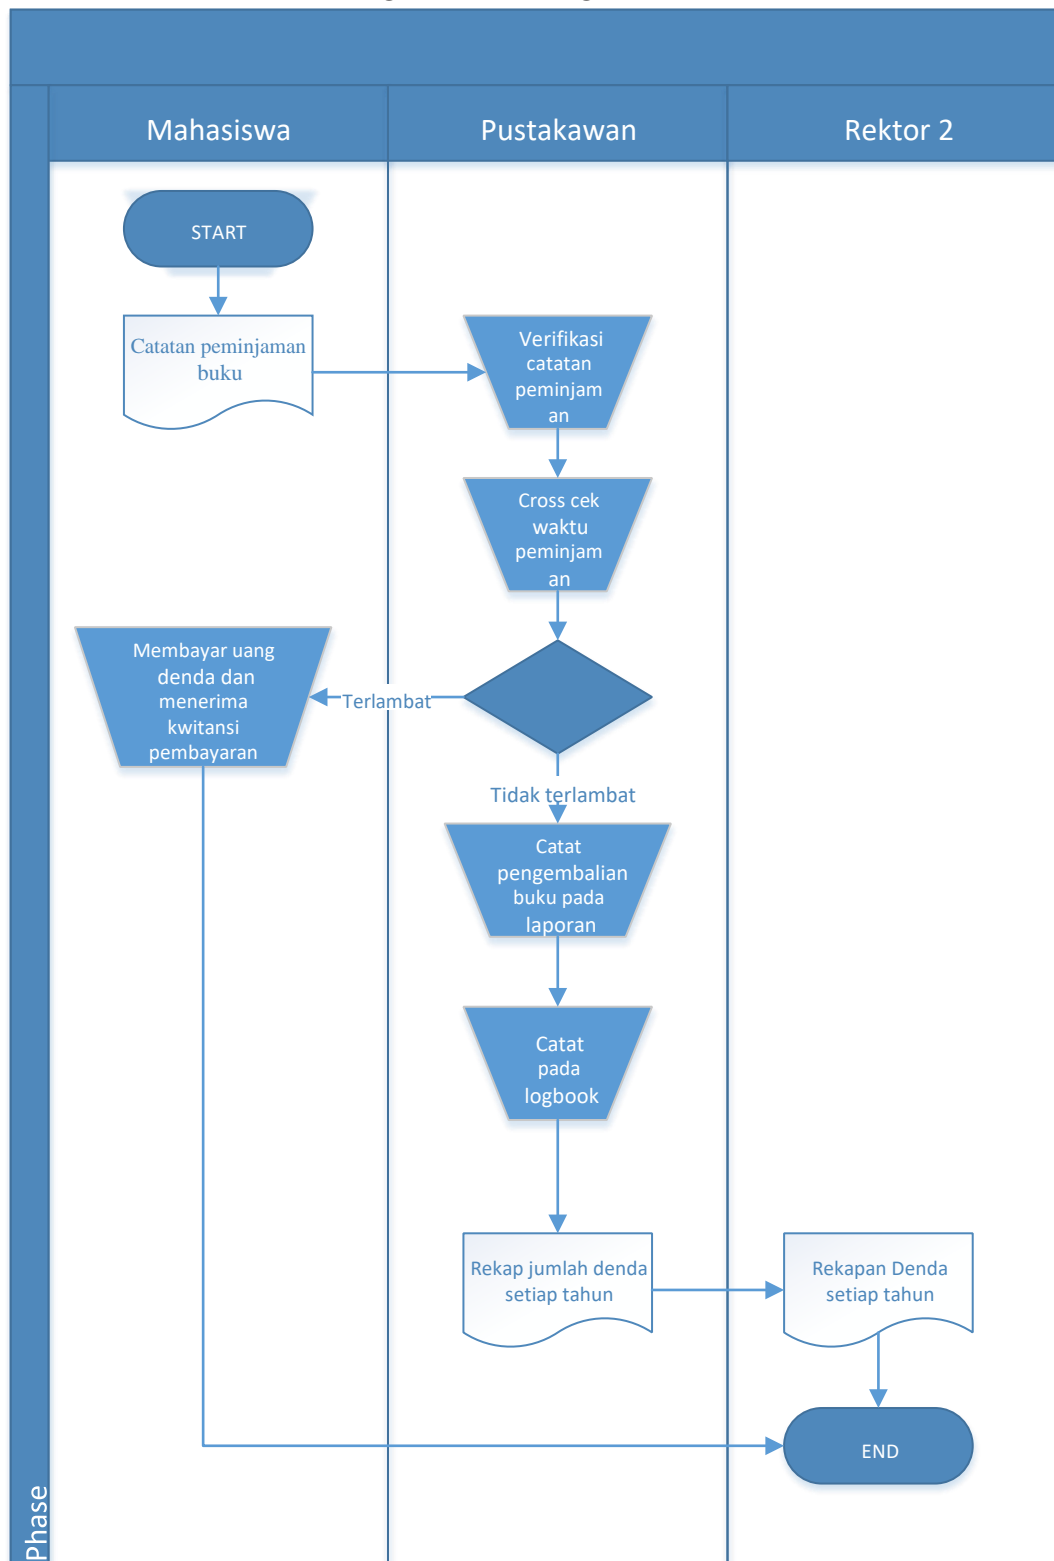 Mahasiswa
Pustakawan
Rektor 2
START
Catatan peminjaman
buku
Verifikasi
catatan
peminjam
an
Cross cek
waktu
peminjam
an
Membayar uang
denda dan
menerima
kwitansi
pembayaran
Terlambat
Tidak terlambat
Catat
pengembalian
buku pada
laporan
Catat
pada
logbook
Rekap jumlah denda
setiap tahun
Rekapan Denda
setiap tahun
END
Phase